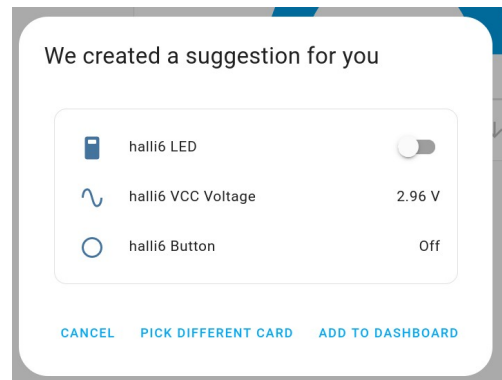 We created a suggestion for you
halli6 LED
halli6 VCC Voltage 2.96 V
halli6 Button Off
CANCEL PICK DIFFERENT CARD ADD TO DASHBOARD